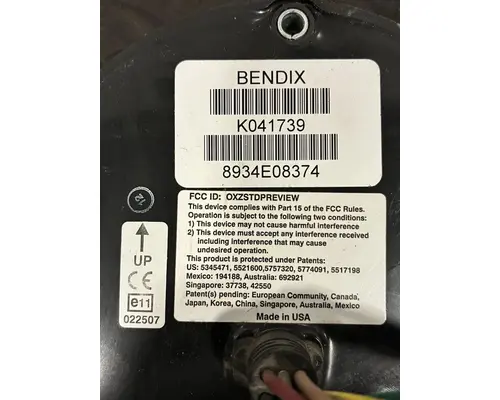 BENDIX
K041739
8934E08374
FCC ID: OXZSTDPREVIEW
This device complies with Part 15 of the FCC Rules.
Operation is subject to the following two conditions:
1) This device may not cause harmful interference
2) This device must accept any interference received
including interference that may cause
undesired operation.
This product is protected under Patents:
US: 5345471, 5521600,5757320, 5774091, 5517198
Mexico: 194188, Australia: 692921
Singapore: 37738, 42550
Patent(s) pending: European Community, Canada,
Japan, Korea, China, Singapore, Australia, Mexico
Made in USA
UP
CE
e11
022507